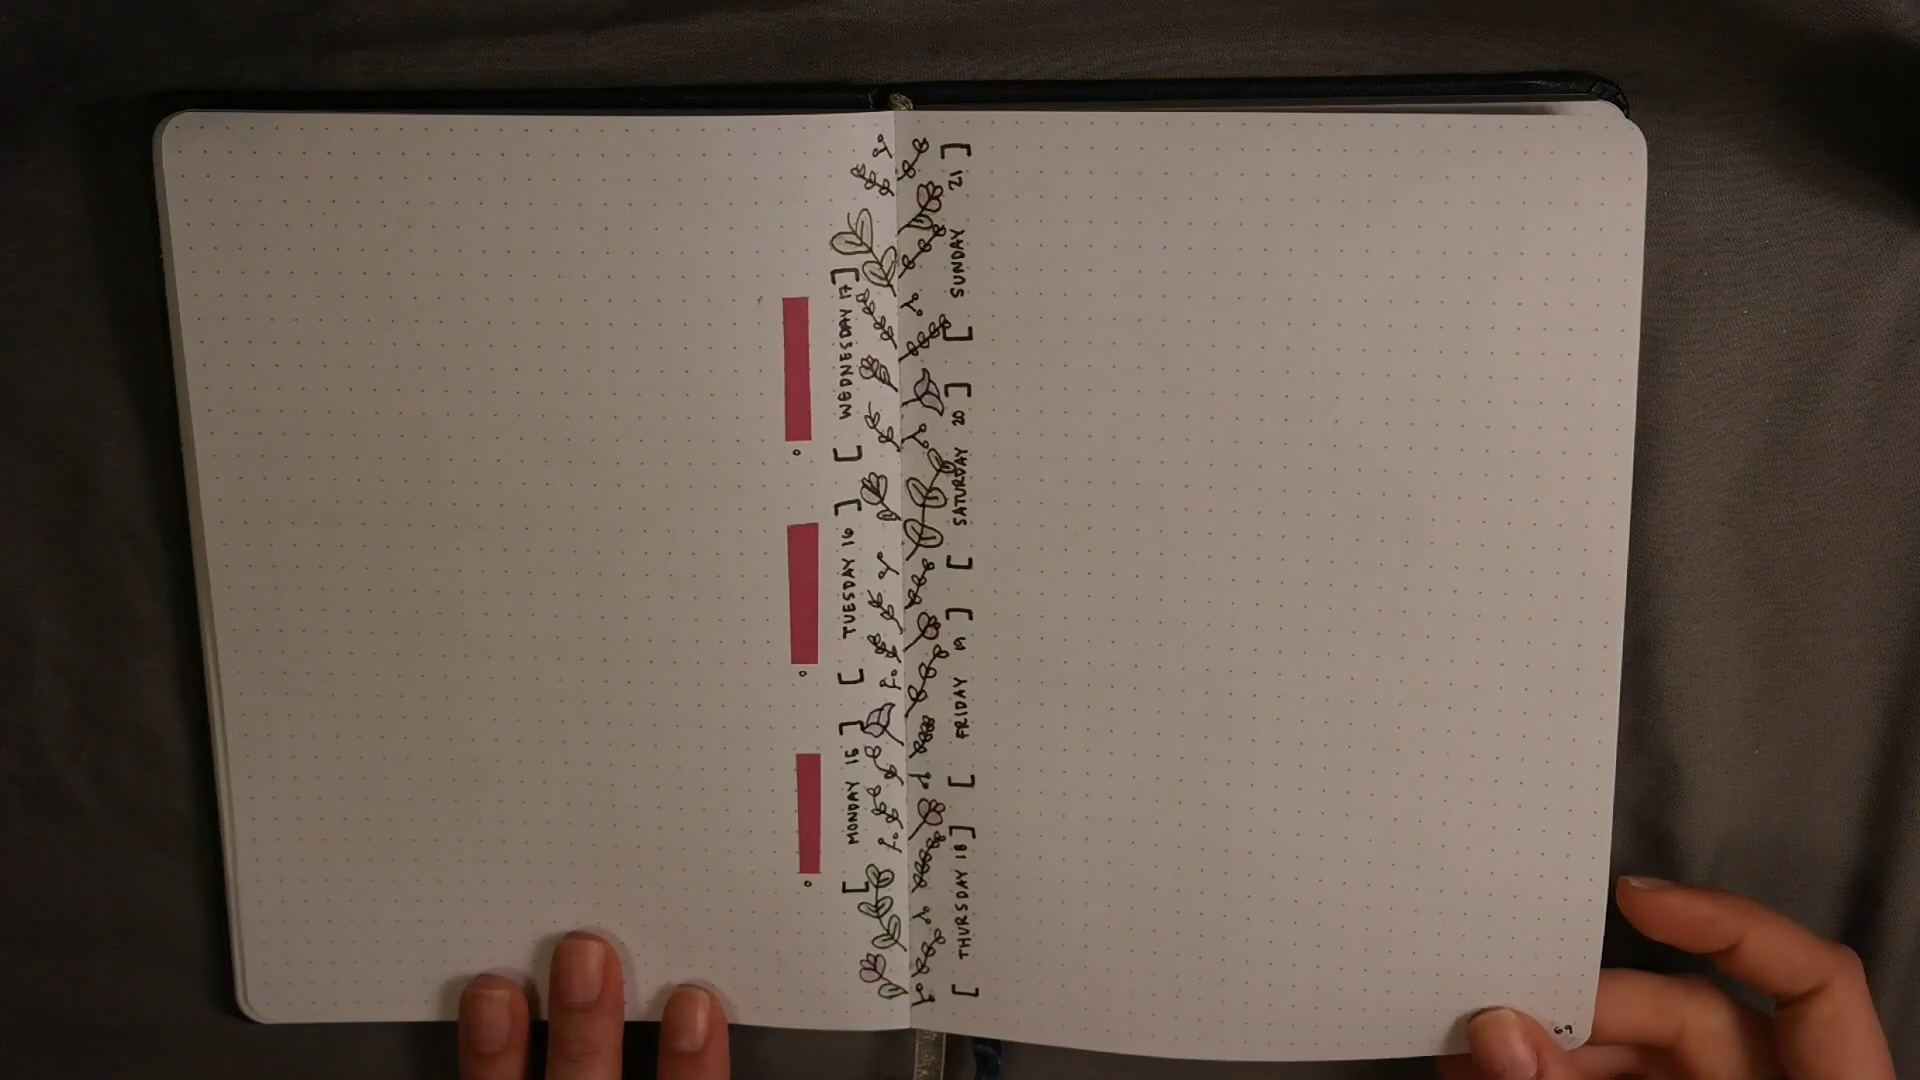 [ MONDAY 15 ]
[ TUESDAY 16 ]
[ WEDNESDAY 17 ]
[ THURSDAY 18 ]
[ FRIDAY 19 ]
[ SATURDAY 20 ]
[ SUNDAY 21 ]
69